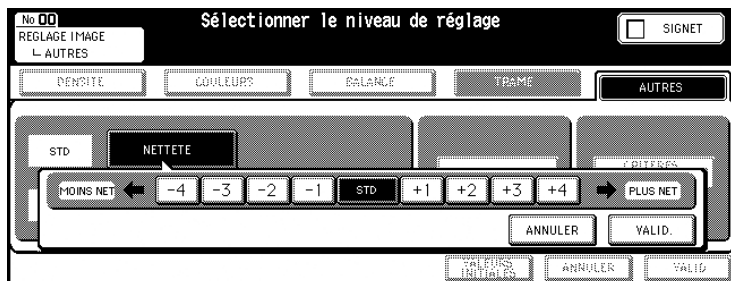 No 00
REGLAGE IMAGE
AUTRES
Sélectionner le niveau de réglage
SIGNET
DENSITE COULEURS BALANCE TRAME AUTRES
STD NETTETE
CRITERES
MOINS NET -4 -3 -2 -1 STD +1 +2 +3 +4 PLUS NET
ANNULER VALID.
VALEURS INITIALES ANNULER VALID